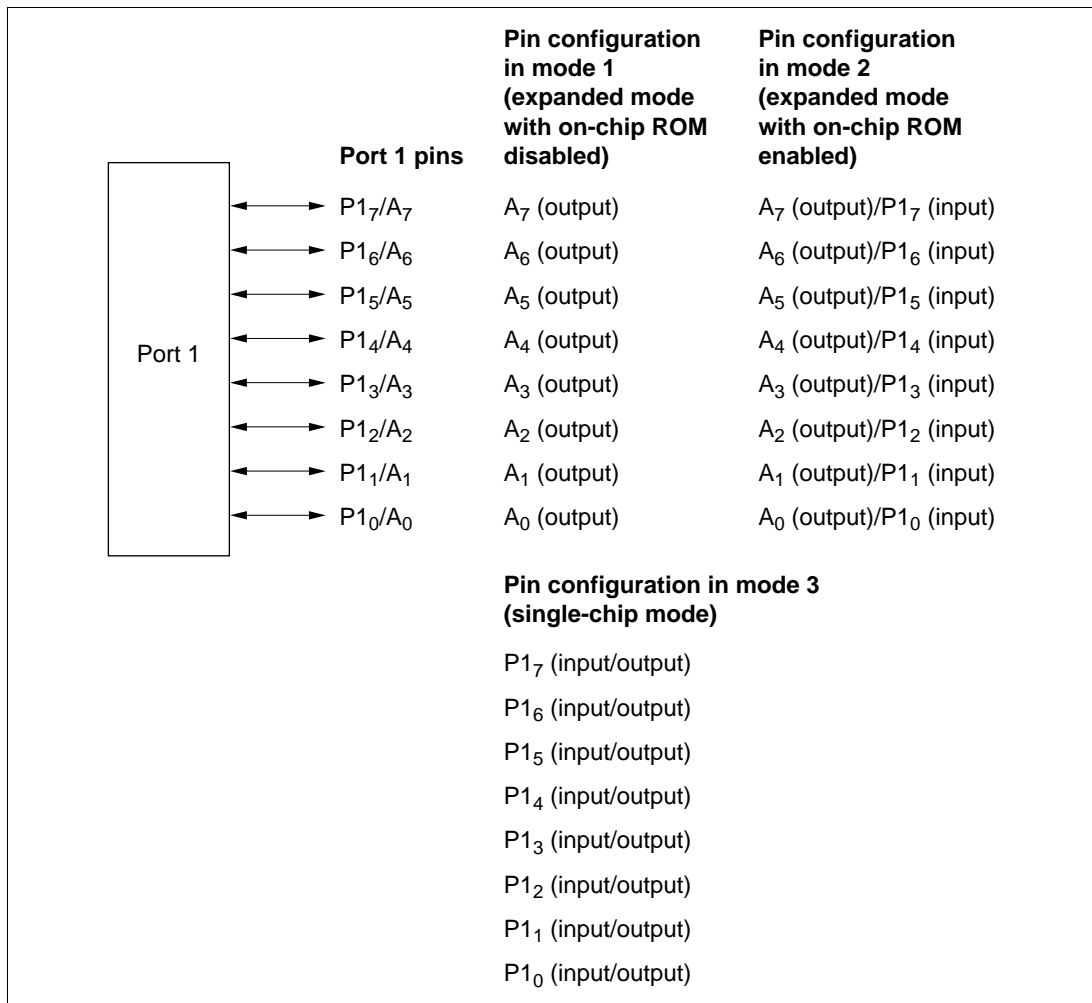 Pin configuration in mode 1 (expanded mode with on-chip ROM disabled)
Pin configuration in mode 2 (expanded mode with on-chip ROM enabled)
Port 1 pins
Port 1
P1₇/A₇ A₇ (output) A₇ (output)/P1₇ (input)
P1₆/A₆ A₆ (output) A₆ (output)/P1₆ (input)
P1₅/A₅ A₅ (output) A₅ (output)/P1₅ (input)
P1₄/A₄ A₄ (output) A₄ (output)/P1₄ (input)
P1₃/A₃ A₃ (output) A₃ (output)/P1₃ (input)
P1₂/A₂ A₂ (output) A₂ (output)/P1₂ (input)
P1₁/A₁ A₁ (output) A₁ (output)/P1₁ (input)
P1₀/A₀ A₀ (output) A₀ (output)/P1₀ (input)
Pin configuration in mode 3
(single-chip mode)
P1₇ (input/output)
P1₆ (input/output)
P1₅ (input/output)
P1₄ (input/output)
P1₃ (input/output)
P1₂ (input/output)
P1₁ (input/output)
P1₀ (input/output)